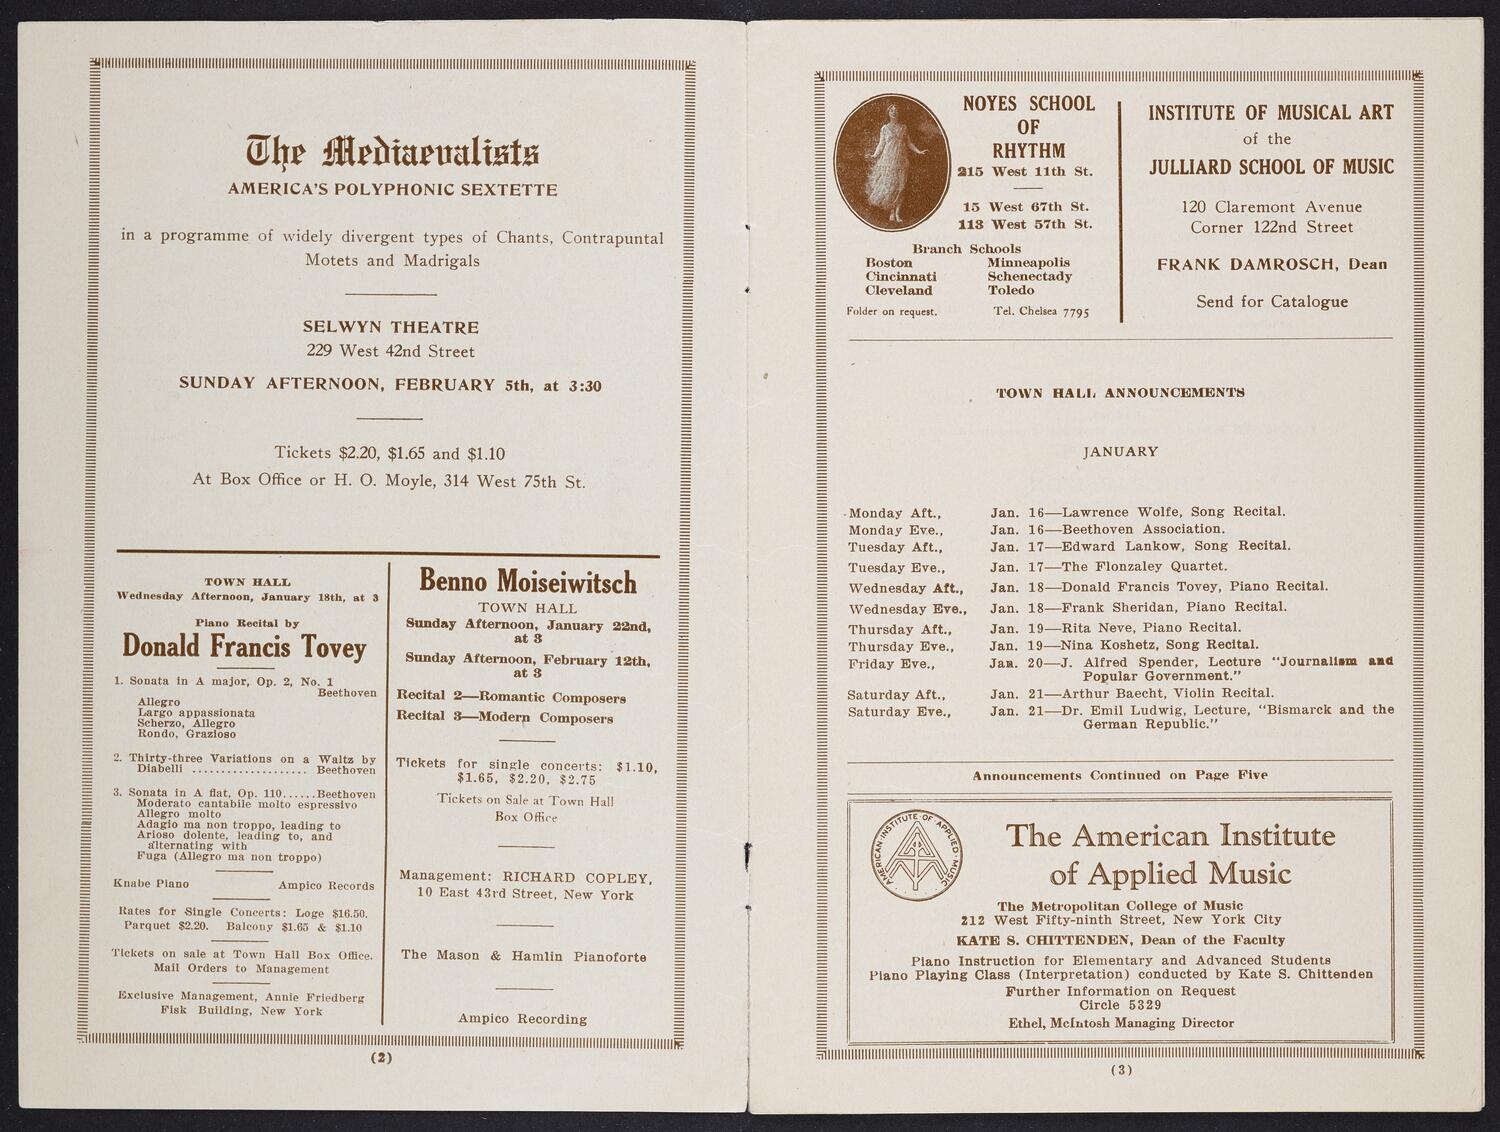 The Mediaevalists
AMERICA'S POLYPHONIC SEXTETTE
in a programme of widely divergent types of Chants, Contrapuntal
Motets and Madrigals
SELWYN THEATRE
229 West 42nd Street
SUNDAY AFTERNOON, FEBRUARY 5th, at 3:30
Tickets $2.20, $1.65 and $1.10
At Box Office or H. O. Moyle, 314 West 75th St.
TOWN HALL
Wednesday Afternoon, January 18th, at 3
Piano Recital by
Donald Francis Tovey
1. Sonata in A major, Op. 2, No. 1
Beethoven
Allegro
Largo appassionata
Scherzo, Allegro
Rondo, Grazioso
2. Thirty-three Variations on a Waltz by
Diabelli ................... Beethoven
3. Sonata in A flat, Op. 110......Beethoven
Moderato cantabile molto espressivo
Allegro molto
Adagio ma non troppo, leading to
Arioso dolente, leading to, and
alternating with
Fuga (Allegro ma non troppo)
Knabe Piano Ampico Records
Rates for Single Concerts: Loge $16.50.
Parquet $2.20. Balcony $1.65 & $1.10
Tickets on sale at Town Hall Box Office.
Mail Orders to Management
Exclusive Management, Annie Friedberg
Fisk Building, New York
Benno Moiseiwitsch
TOWN HALL
Sunday Afternoon, January 22nd,
at 3
Sunday Afternoon, February 12th,
at 3
Recital 2—Romantic Composers
Recital 3—Modern Composers
Tickets for single concerts: $1.10,
$1.65, $2.20, $2.75
Tickets on Sale at Town Hall
Box Office
Management: RICHARD COPLEY,
10 East 43rd Street, New York
The Mason & Hamlin Pianoforte
Ampico Recording
(2)
NOYES SCHOOL
OF
RHYTHM
215 West 11th St.
15 West 67th St.
113 West 57th St.
Branch Schools
Boston Minneapolis
Cincinnati Schenectady
Cleveland Toledo
Folder on request. Tel. Chelsea 7795
INSTITUTE OF MUSICAL ART
of the
JULLIARD SCHOOL OF MUSIC
120 Claremont Avenue
Corner 122nd Street
FRANK DAMROSCH, Dean
Send for Catalogue
TOWN HALL ANNOUNCEMENTS
JANUARY
Monday Aft., Jan. 16—Lawrence Wolfe, Song Recital.
Monday Eve., Jan. 16—Beethoven Association.
Tuesday Aft., Jan. 17—Edward Lankow, Song Recital.
Tuesday Eve., Jan. 17—The Flonzaley Quartet.
Wednesday Aft., Jan. 18—Donald Francis Tovey, Piano Recital.
Wednesday Eve., Jan. 18—Frank Sheridan, Piano Recital.
Thursday Aft., Jan. 19—Rita Neve, Piano Recital.
Thursday Eve., Jan. 19—Nina Koshetz, Song Recital.
Friday Eve., Jan. 20—J. Alfred Spender, Lecture "Journalism and
Popular Government."
Saturday Aft., Jan. 21—Arthur Baecht, Violin Recital.
Saturday Eve., Jan. 21—Dr. Emil Ludwig, Lecture, "Bismarck and the
German Republic."
Announcements Continued on Page Five
AMERICAN INSTITUTE OF APPLIED MUSIC
The American Institute
of Applied Music
The Metropolitan College of Music
212 West Fifty-ninth Street, New York City
KATE S. CHITTENDEN, Dean of the Faculty
Piano Instruction for Elementary and Advanced Students
Piano Playing Class (Interpretation) conducted by Kate S. Chittenden
Further Information on Request
Circle 5329
Ethel, McIntosh Managing Director
(3)